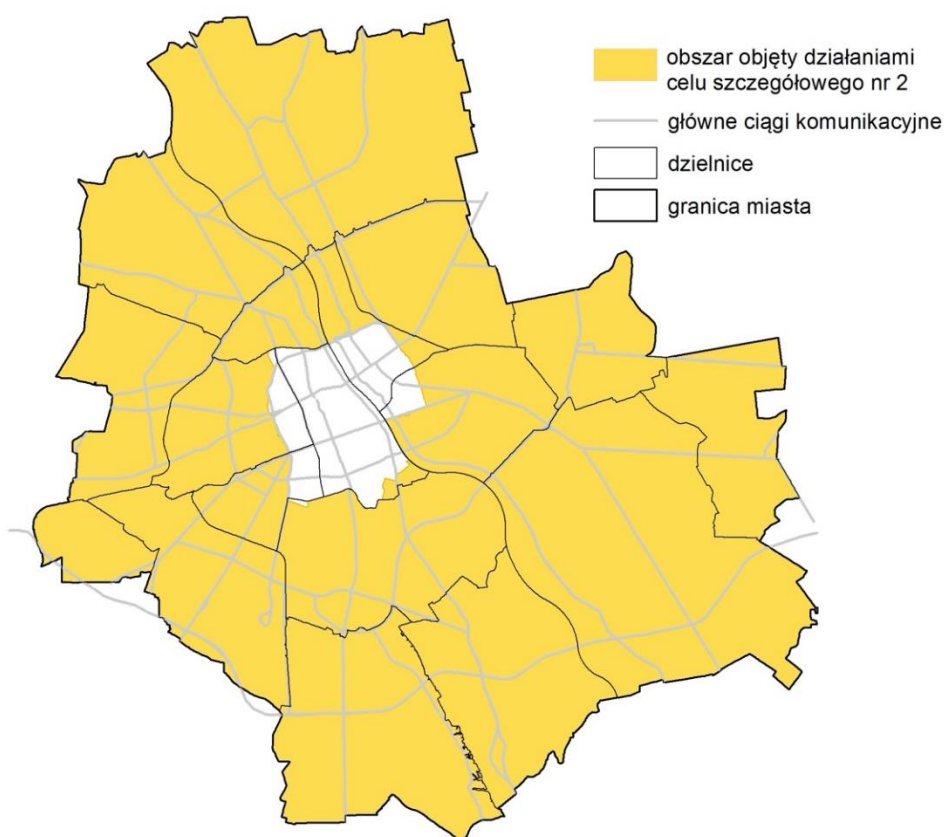 obszar objęty działaniami
celu szczegółowego nr 2
główne ciągi komunikacyjne
dzielnice
granica miasta